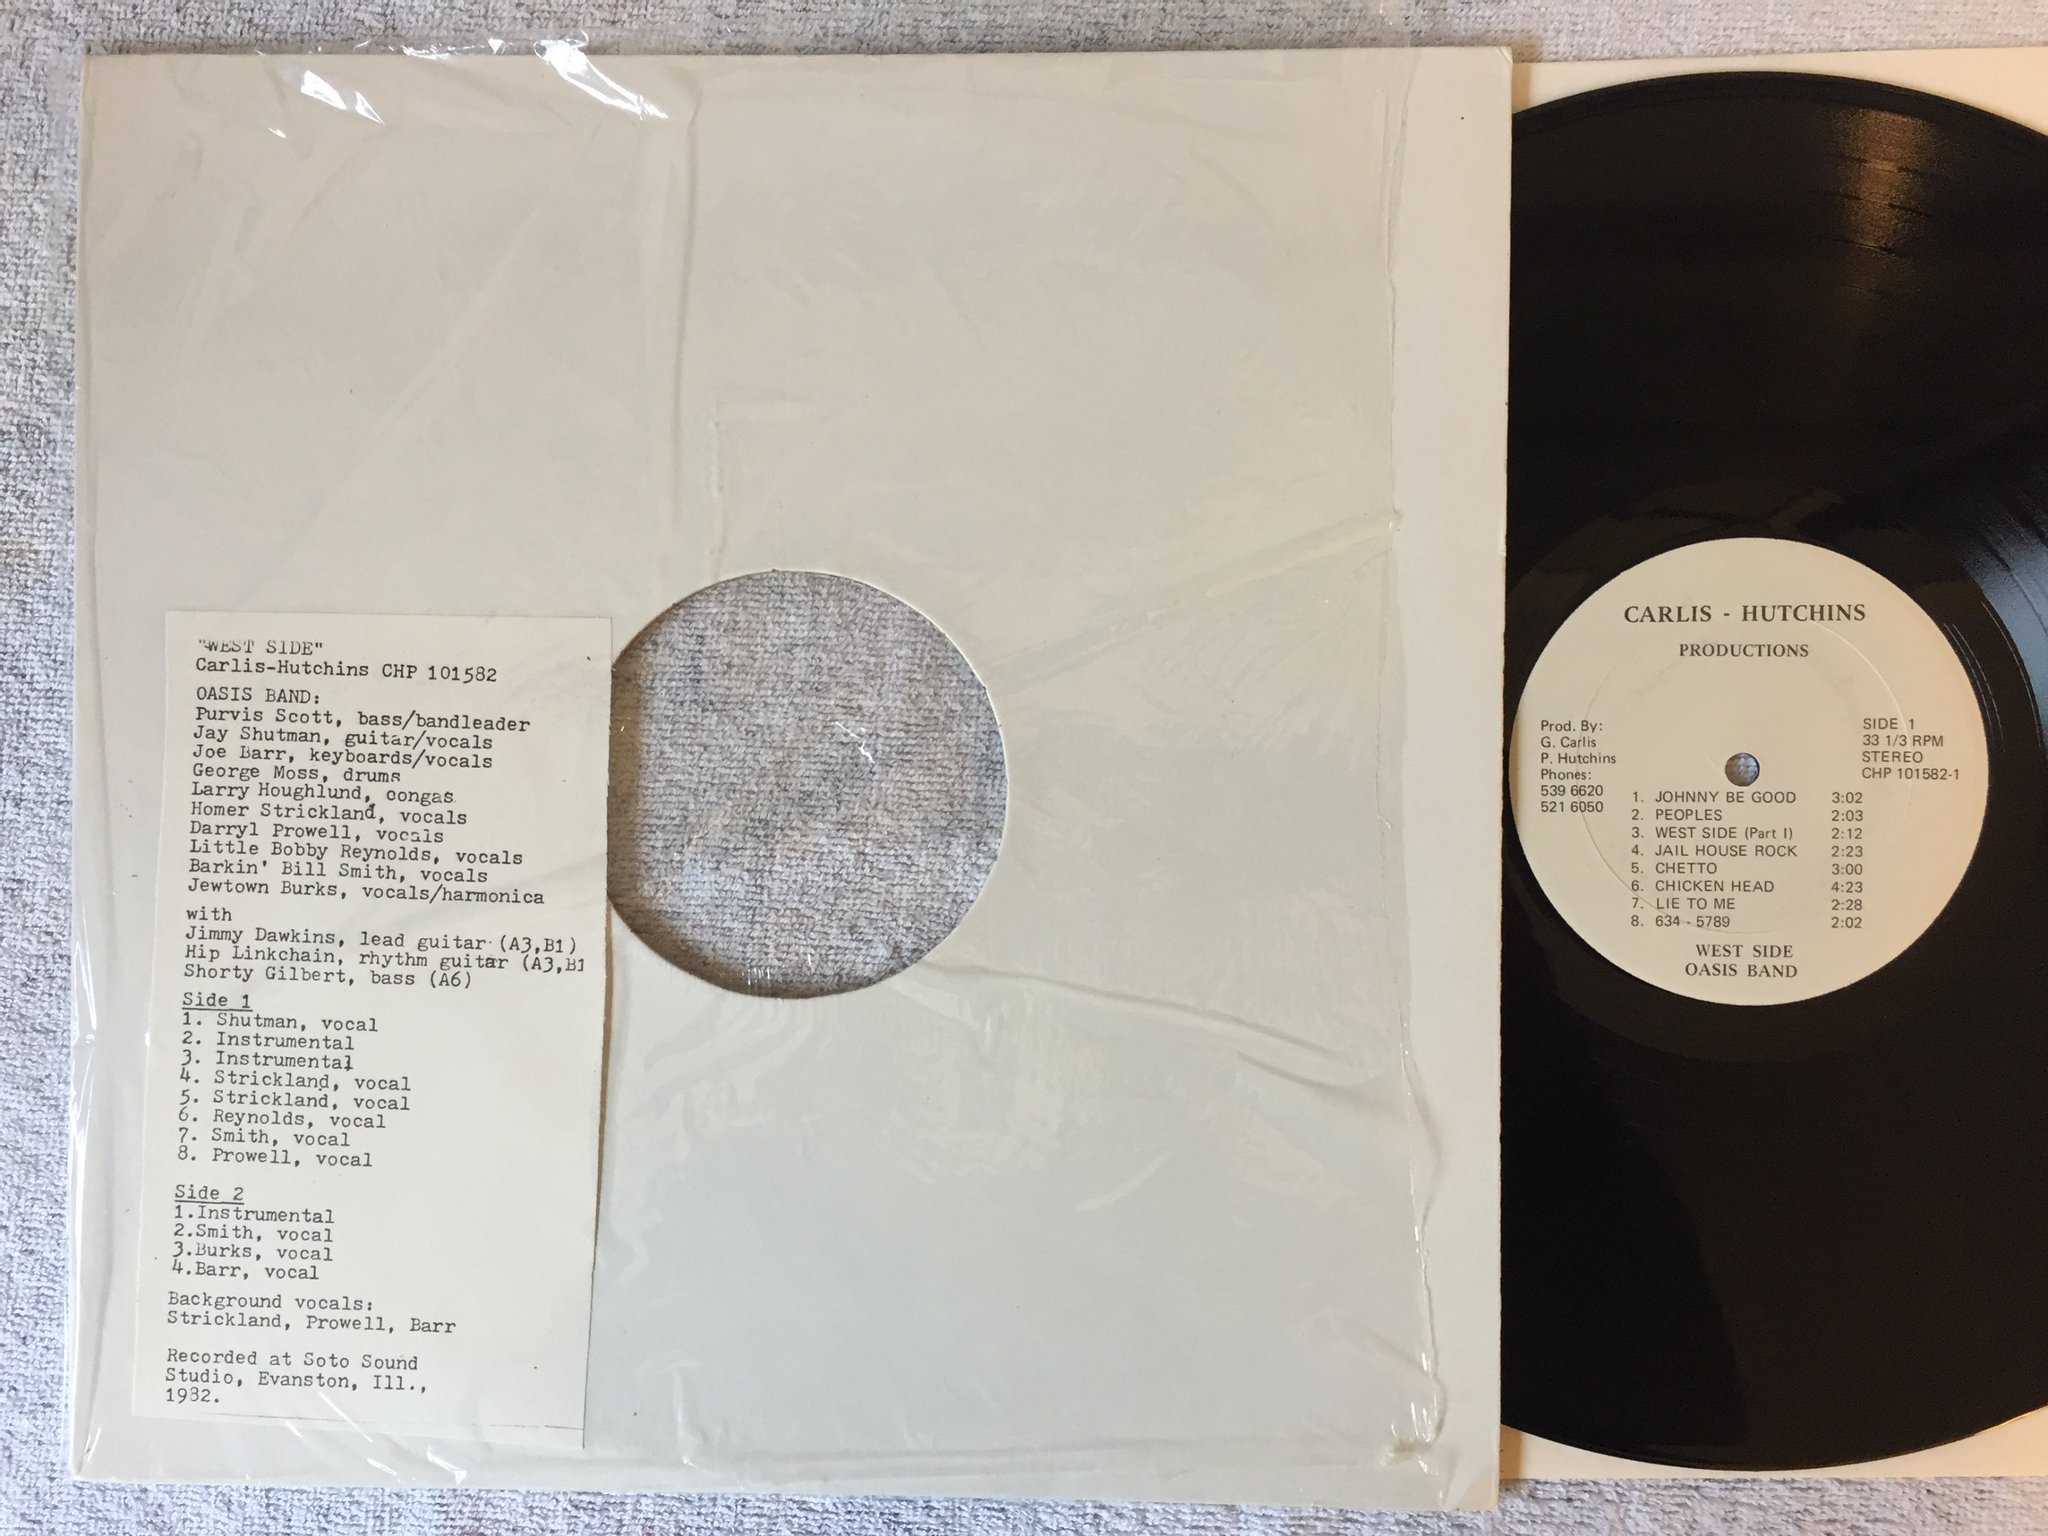 "WEST SIDE"
Carlis-Hutchins CHP 101582
OASIS BAND:
Purvis Scott, bass/bandleader
Jay Shutman, guitar/vocals
Joe Barr, keyboards/vocals
George Moss, drums
Larry Houghlund, congas
Homer Strickland, vocals
Darryl Prowell, vocals
Little Bobby Reynolds, vocals
Barkin' Bill Smith, vocals
Jewtown Burks, vocals/harmonica
with
Jimmy Dawkins, lead guitar (A3,B1)
Hip Linkchain, rhythm guitar (A3,B1
Shorty Gilbert, bass (A6)
Side 1
1. Shutman, vocal
2. Instrumental
3. Instrumental
4. Strickland, vocal
5. Strickland, vocal
6. Reynolds, vocal
7. Smith, vocal
8. Prowell, vocal
Side 2
1.Instrumental
2.Smith, vocal
3.Burks, vocal
4.Barr, vocal
Background vocals:
Strickland, Prowell, Barr
Recorded at Soto Sound
Studio, Evanston, Ill.,
1982.
CARLIS - HUTCHINS
PRODUCTIONS
Prod. By:
G. Carlis
P. Hutchins
Phones:
539 6620
521 6050
SIDE 1
33 1/3 RPM
STEREO
CHP 101582-1
1. JOHNNY BE GOOD 3:02
2. PEOPLES 2:03
3. WEST SIDE (Part I) 2:12
4. JAIL HOUSE ROCK 2:23
5. CHETTO 3:00
6. CHICKEN HEAD 4:23
7. LIE TO ME 2:28
8. 634 - 5789 2:02
WEST SIDE
OASIS BAND